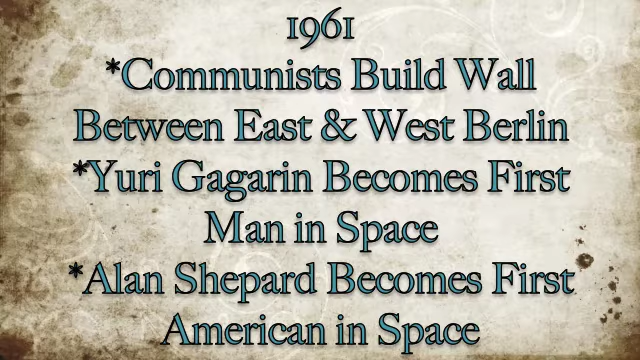 1961
*Communists Build Wall
Between East & West Berlin
*Yuri Gagarin Becomes First
Man in Space
*Alan Shepard Becomes First
American in Space